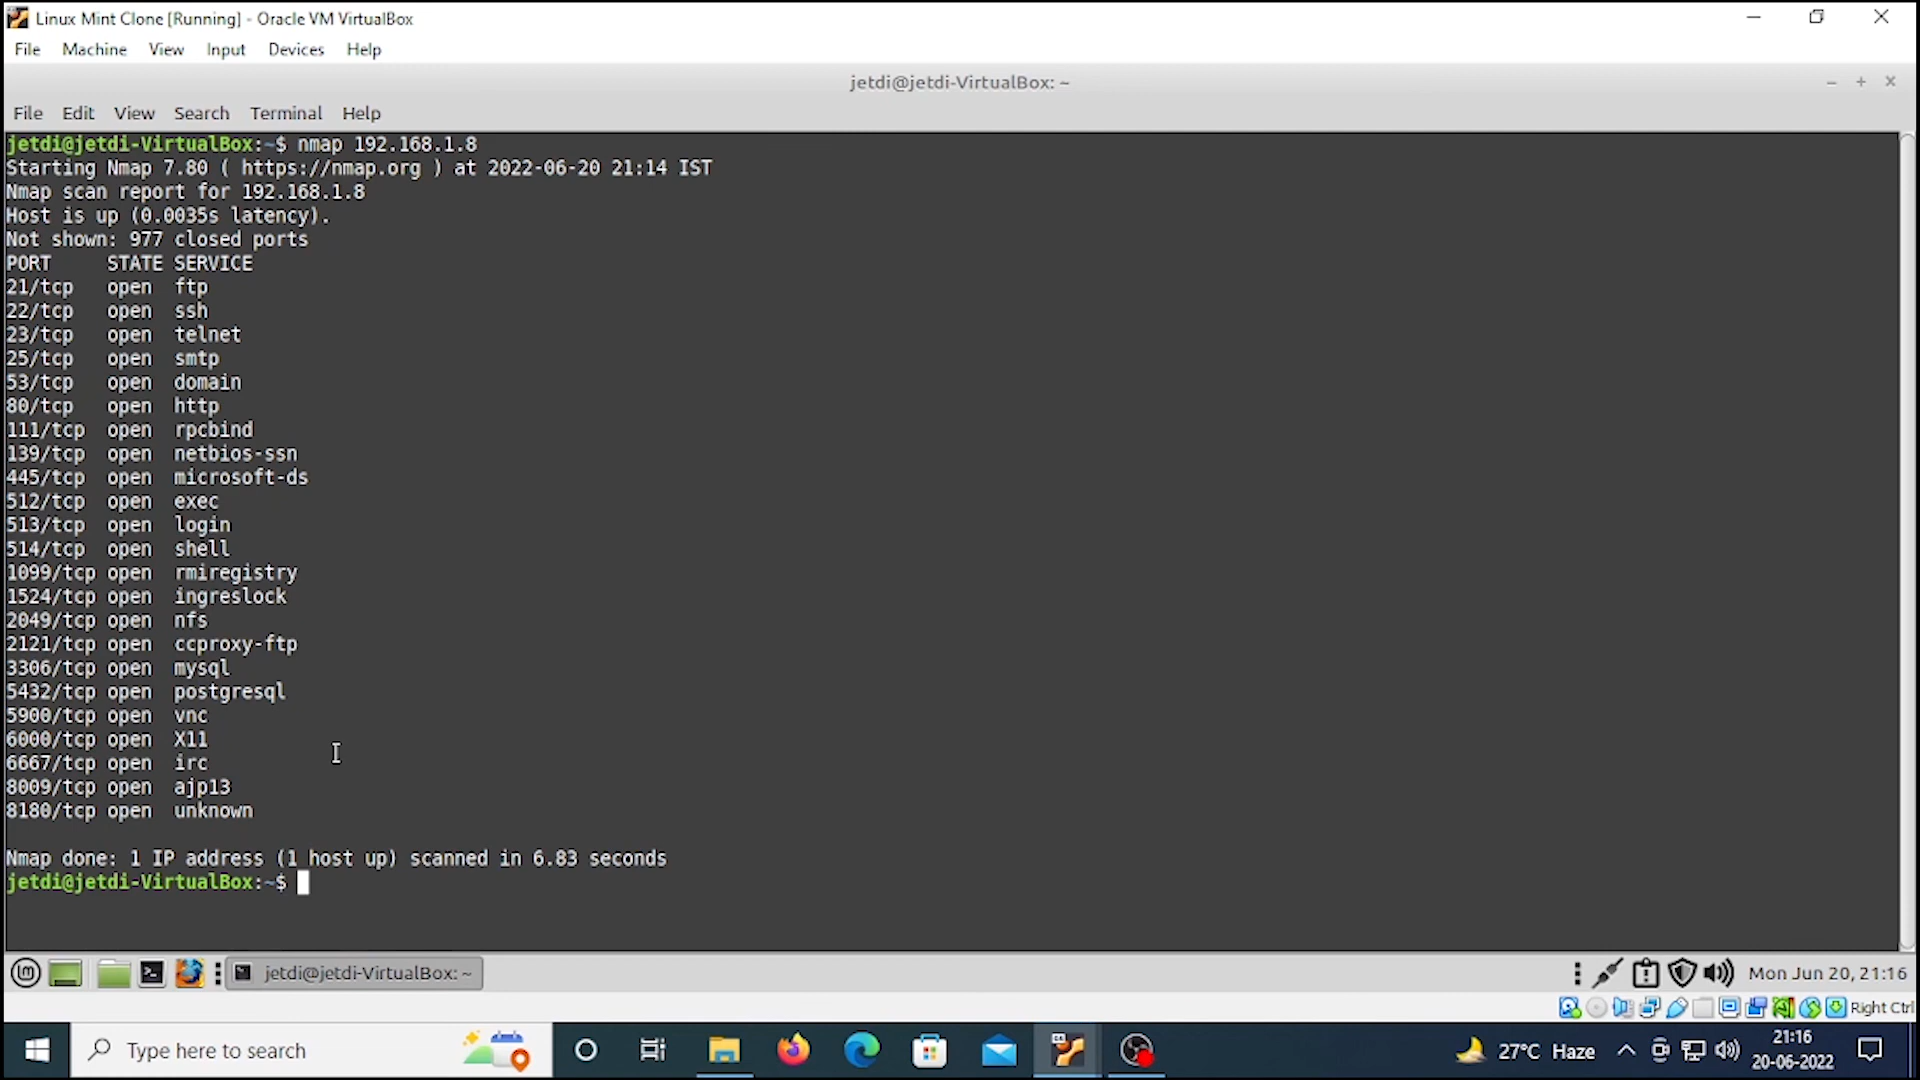 Linux Mint Clone [Running] - Oracle VM VirtualBox
File Machine View Input Devices Help
jetdi@jetdi-VirtualBox: ~
File Edit View Search Terminal Help
jetdi@jetdi-VirtualBox:~$ nmap 192.168.1.8
Starting Nmap 7.80 ( https://nmap.org ) at 2022-06-20 21:14 IST
Nmap scan report for 192.168.1.8
Host is up (0.0035s latency).
Not shown: 977 closed ports
PORT     STATE SERVICE
21/tcp   open  ftp
22/tcp   open  ssh
23/tcp   open  telnet
25/tcp   open  smtp
53/tcp   open  domain
80/tcp   open  http
111/tcp  open  rpcbind
139/tcp  open  netbios-ssn
445/tcp  open  microsoft-ds
512/tcp  open  exec
513/tcp  open  login
514/tcp  open  shell
1099/tcp open  rmiregistry
1524/tcp open  ingreslock
2049/tcp open  nfs
2121/tcp open  ccproxy-ftp
3306/tcp open  mysql
5432/tcp open  postgresql
5900/tcp open  vnc
6000/tcp open  X11
6667/tcp open  irc
8009/tcp open  ajp13
8180/tcp open  unknown
Nmap done: 1 IP address (1 host up) scanned in 6.83 seconds
jetdi@jetdi-VirtualBox:~$
jetdi@jetdi-VirtualBox: ~
Mon Jun 20, 21:16
Right Ctrl
Type here to search
27°C Haze
21:16
20-06-2022